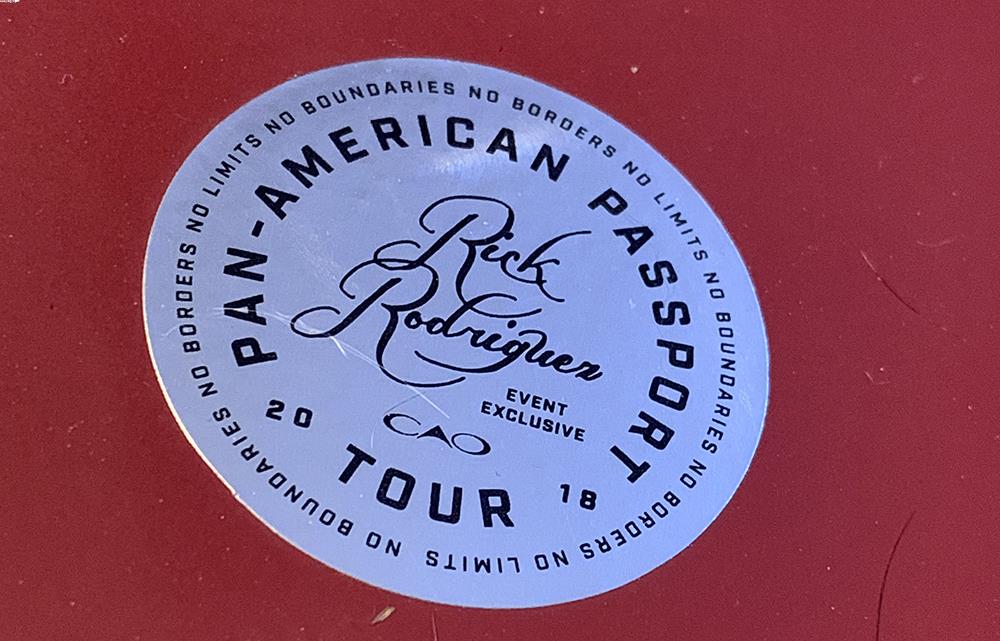 NO LIMITS NO BOUNDARIES NO BORDERS NO LIMITS NO BOUNDARIES NO BORDERS NO LIMITS NO BOUNDARIES NO BORDERS
PAN-AMERICAN PASSPORT
Rick
Rodriguez
EVENT
EXCLUSIVE
CAO
20 18
TOUR